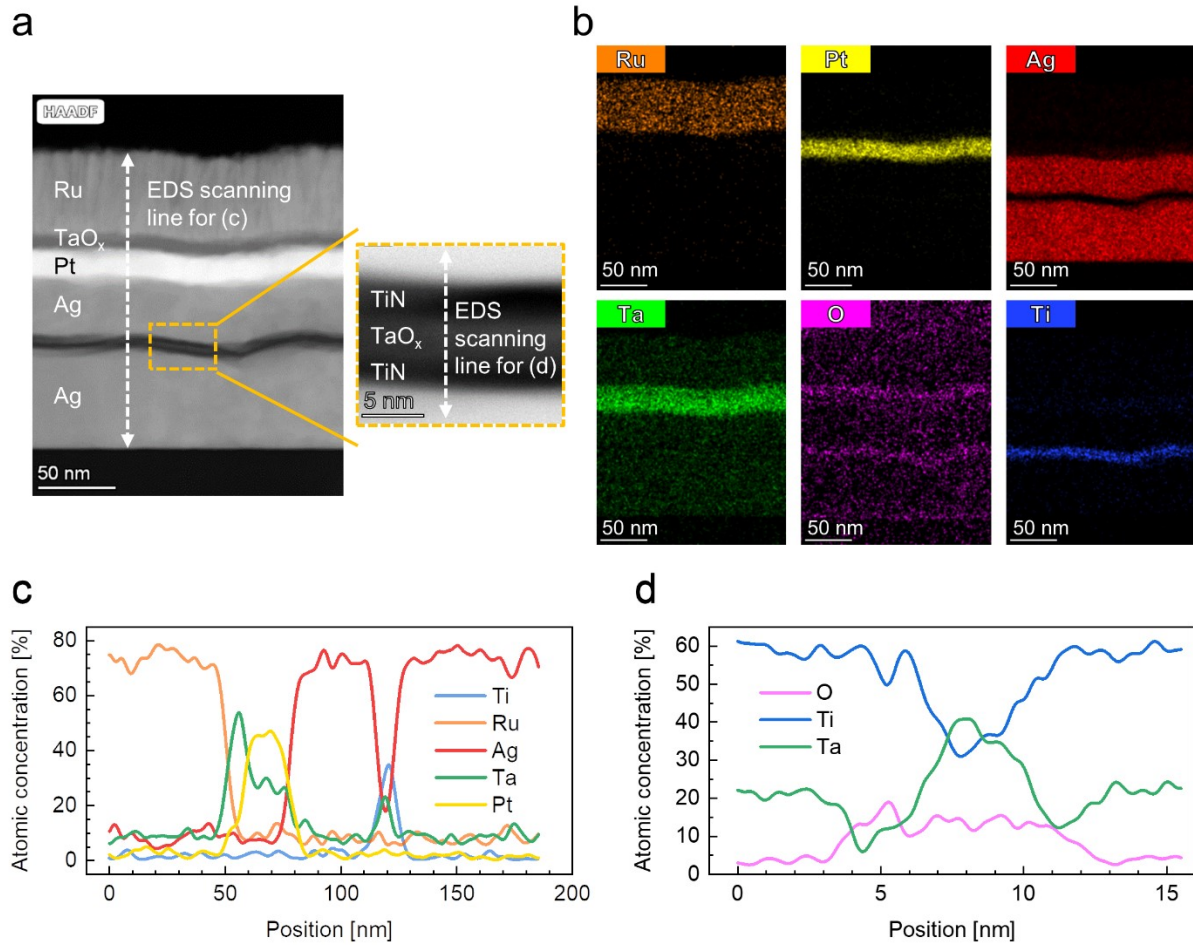 a
HAADF
Ru
EDS scanning
line for (c)
TaOₓ
Pt
Ag
Ag
50 nm
TiN
TaOₓ
TiN
EDS
scanning
line for (d)
5 nm
b
Ru
50 nm
Pt
50 nm
Ag
50 nm
Ta
50 nm
O
50 nm
Ti
50 nm
c
Atomic concentration [%]
80
60
40
20
0
Ti
Ru
Ag
Ta
Pt
0 50 100 150 200
Position [nm]
d
Atomic concentration [%]
60
50
40
30
20
10
0
O
Ti
Ta
0 5 10 15
Position [nm]